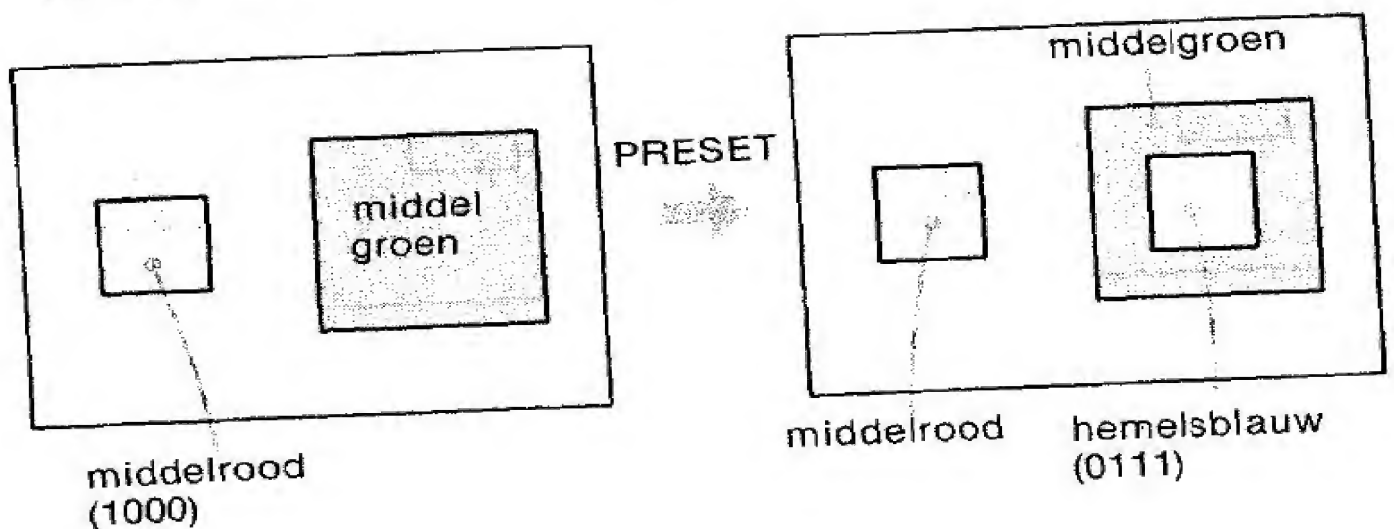 middel
groen
middelrood
(1000)
PRESET
middelgroen
middelrood
hemelsblauw
(0111)